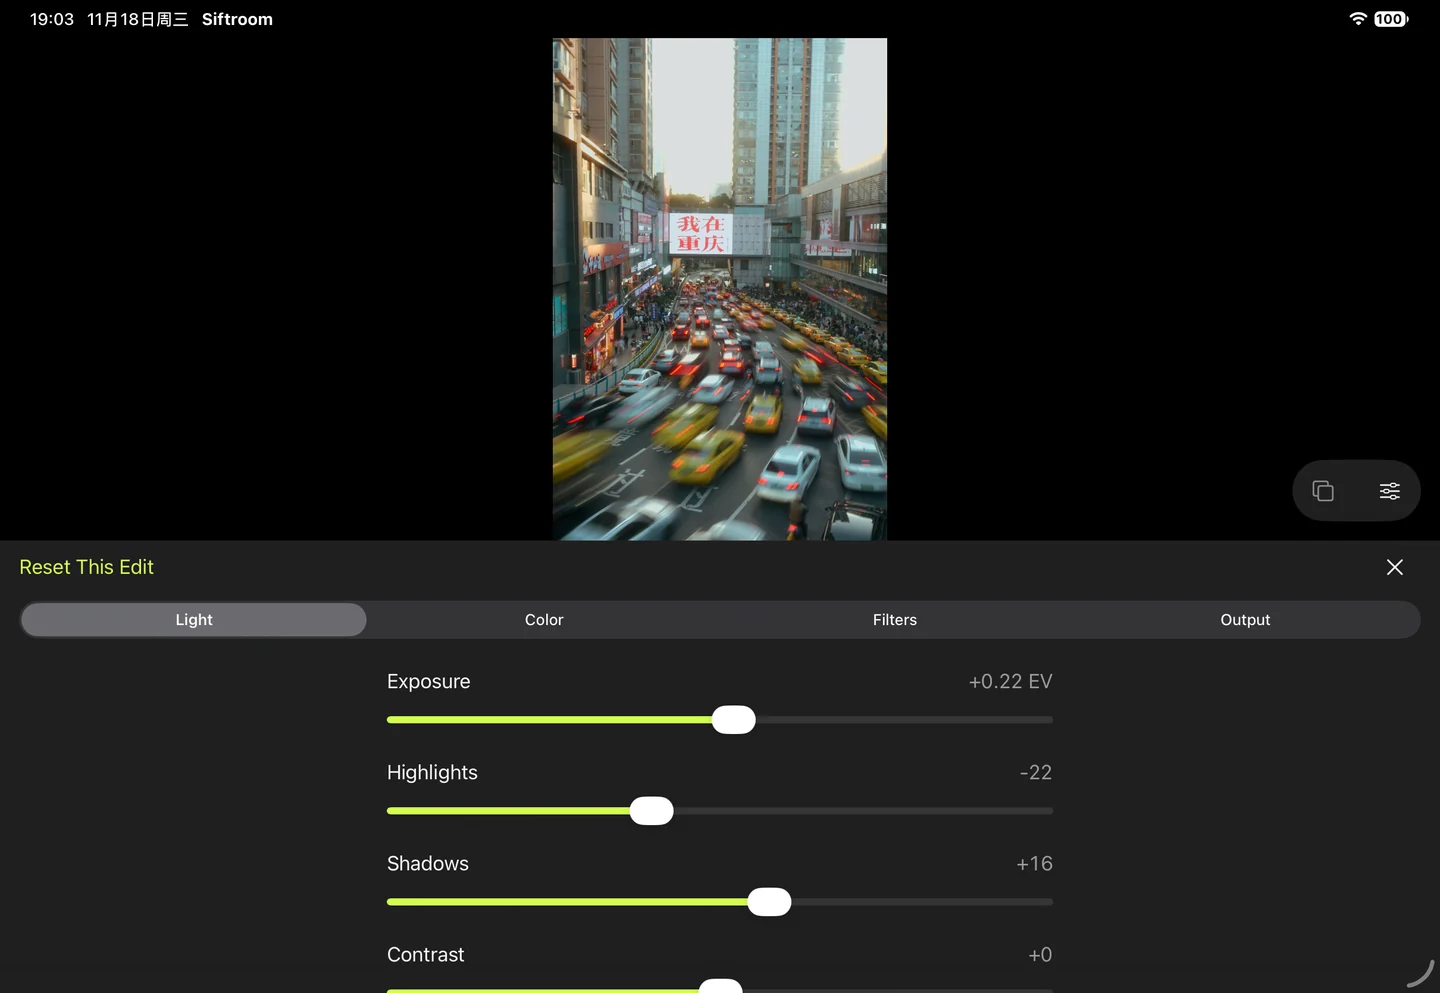 19:03 11月18日周三 Siftroom
100
我在
重庆
Reset This Edit
Light
Color
Filters
Output
Exposure
+0.22 EV
Highlights
-22
Shadows
+16
Contrast
+0